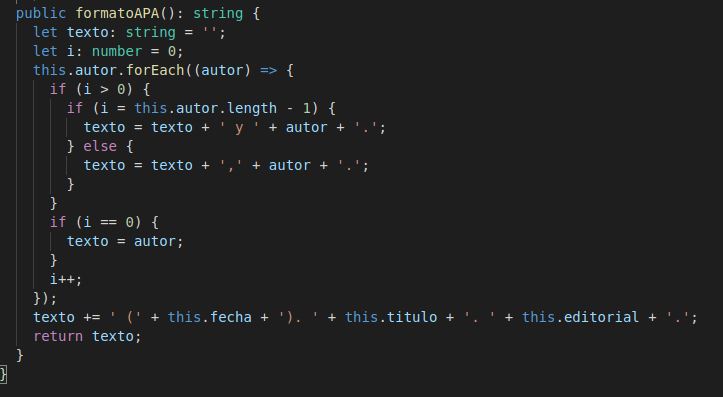 public formatoAPA(): string {
let texto: string = '';
let i: number = 0;
this.autor.forEach((autor) => {
if (i > 0) {
if (i = this.autor.length - 1) {
texto = texto + ' y ' + autor + '.';
} else {
texto = texto + ',' + autor + '.';
}
}
if (i == 0) {
texto = autor;
}
i++;
});
texto += ' (' + this.fecha + '). ' + this.titulo + '. ' + this.editorial + '.';
return texto;
}
}